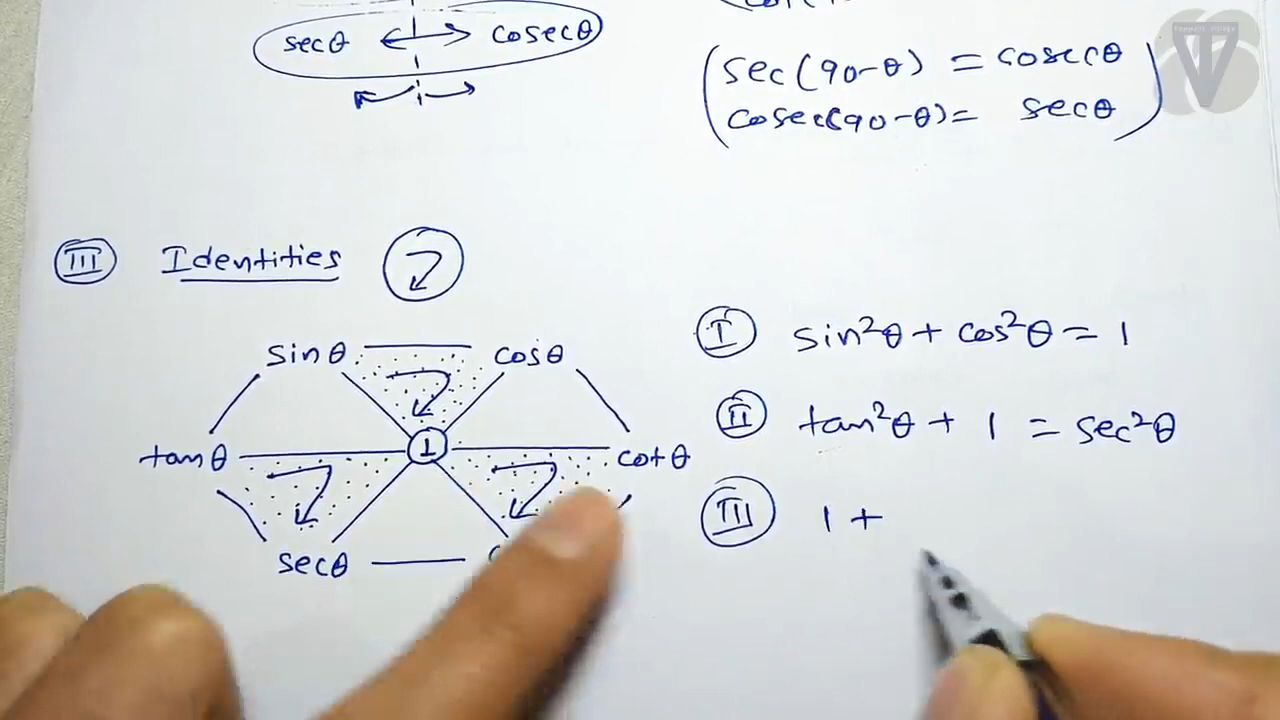 secθ ↔ cosecθ
sec(90-θ) = cosecθ
cosec(90-θ) = secθ
III Identities
sinθ cosθ
tanθ 1 cotθ
secθ
I sin²θ + cos²θ = 1
II tan²θ + 1 = sec²θ
III 1 +